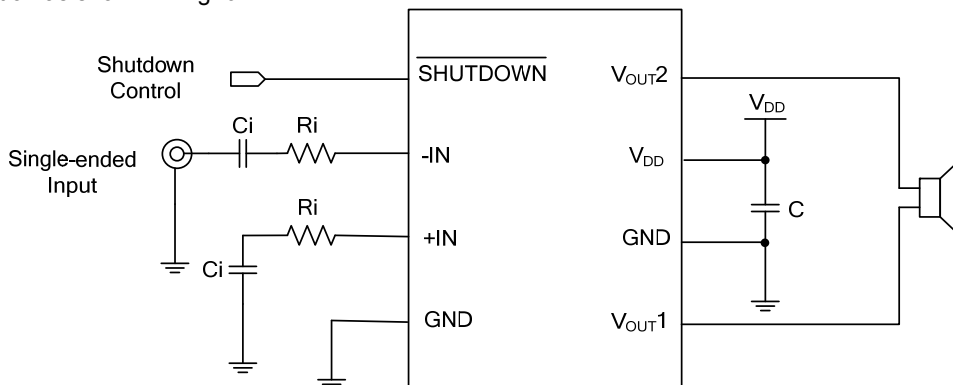 Shutdown
Control
SHUTDOWN
VOUT2
Ci
Ri
VDD
Single-ended
Input
-IN
VDD
Ri
C
+IN
GND
Ci
GND
VOUT1